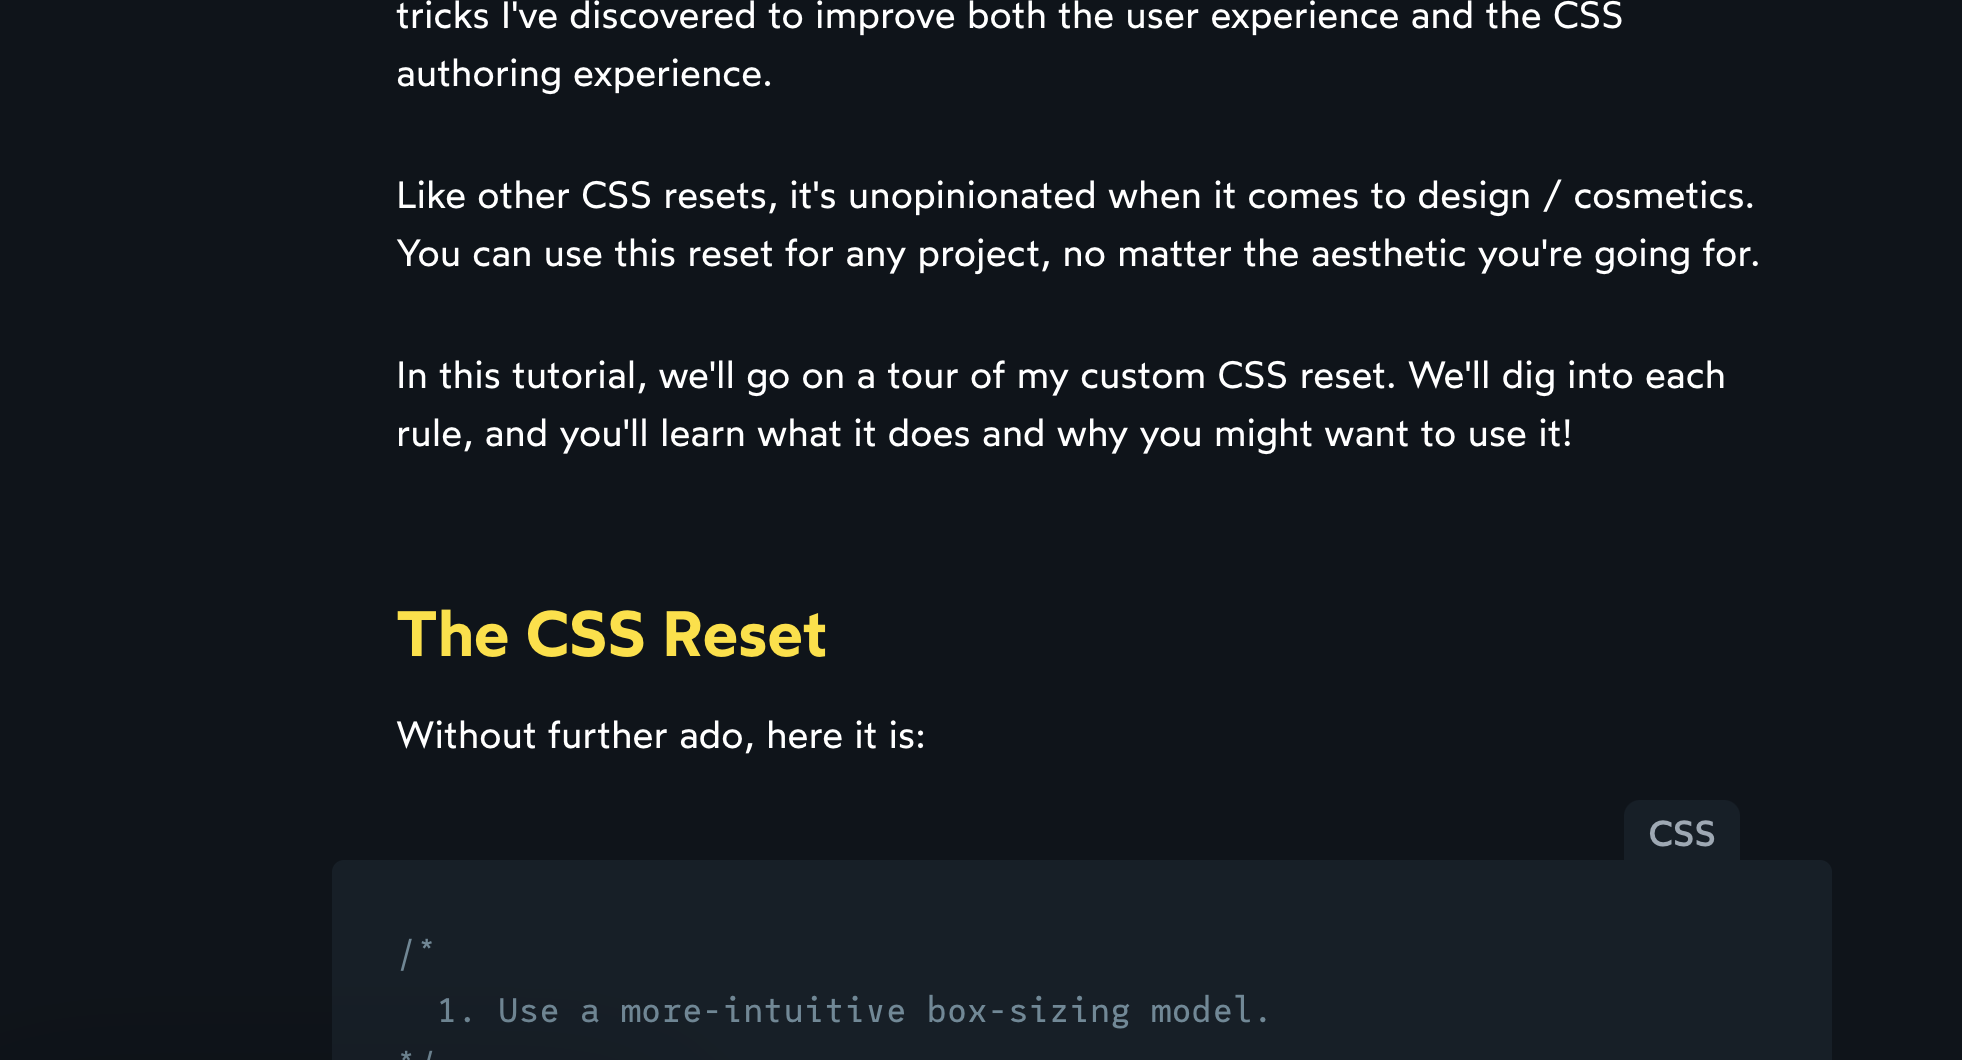 tricks I've discovered to improve both the user experience and the CSS
authoring experience.
Like other CSS resets, it's unopinionated when it comes to design / cosmetics.
You can use this reset for any project, no matter the aesthetic you're going for.
In this tutorial, we'll go on a tour of my custom CSS reset. We'll dig into each
rule, and you'll learn what it does and why you might want to use it!
The CSS Reset
Without further ado, here it is:
CSS
/*
1. Use a more-intuitive box-sizing model.
*/